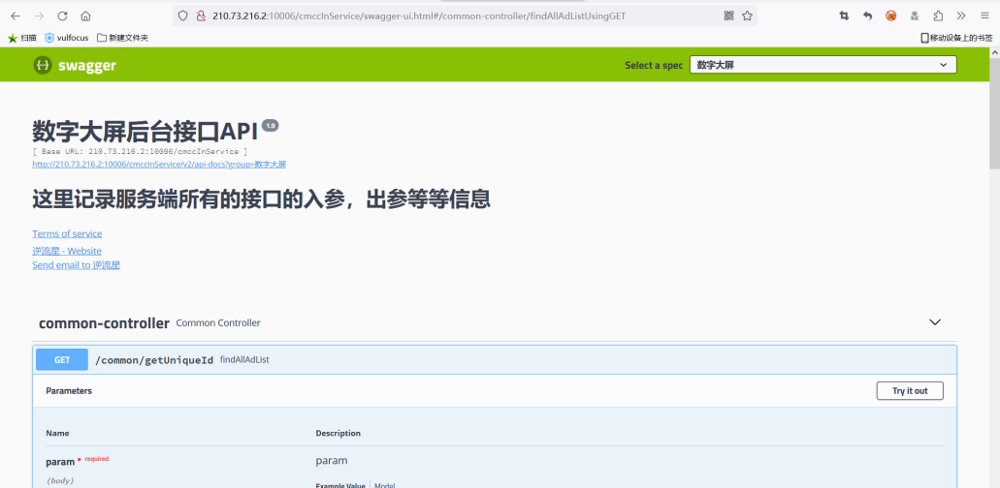 210.73.216.2:10006/cmccInService/swagger-ui.html#/common-controller/findAllAdListUsingGET
扫描 vulfocus 新建文件夹 移动设备上的书签
swagger Select a spec 数字大屏
数字大屏后台接口API 1.9
[ Base URL: 210.73.216.2:10006/cmccInService ]
http://210.73.216.2:10006/cmccInService/v2/api-docs?group=数字大屏
这里记录服务端所有的接口的入参，出参等等信息
Terms of service
逆流星 - Website
Send email to 逆流星
common-controller Common Controller
GET /common/getUniqueId findAllAdList
Parameters Try it out
Name Description
param * required param
(body)
Example Value Model